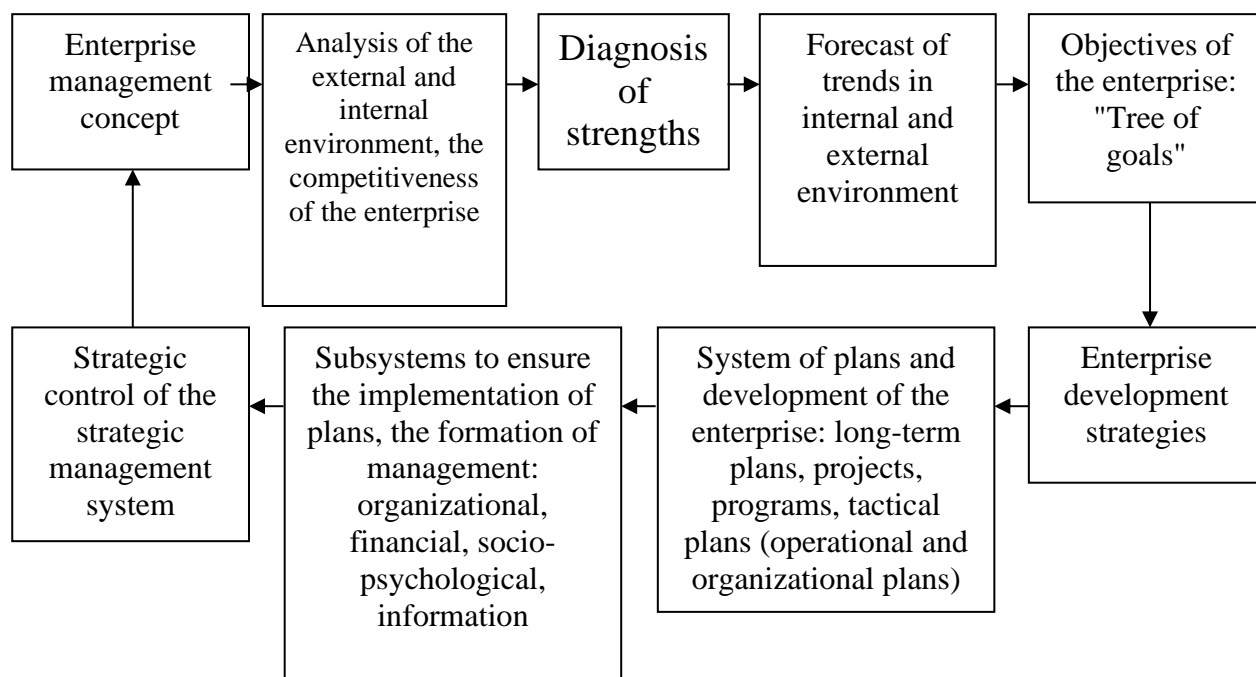 Enterprise
management
concept
Analysis of the
external and
internal
environment, the
competitiveness
of the enterprise
Diagnosis
of
strengths
Forecast of
trends in
internal and
external
environment
Objectives of
the enterprise:
"Tree of
goals"
Strategic
control of the
strategic
management
system
Subsystems to ensure
the implementation of
plans, the formation of
management:
organizational,
financial, socio-
psychological,
information
System of plans and
development of the
enterprise: long-term
plans, projects,
programs, tactical
plans (operational and
organizational plans)
Enterprise
development
strategies